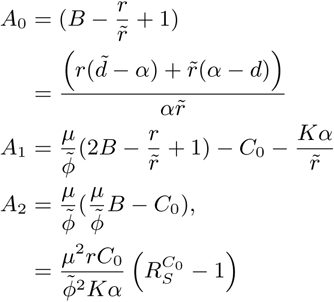 A_0 = (B - \frac{r}{\tilde{r}} + 1)
= \frac{\left(r(\tilde{d} - \alpha) + \tilde{r}(\alpha - d)\right)}{\alpha\tilde{r}}
A_1 = \frac{\mu}{\tilde{\phi}}(2B - \frac{r}{\tilde{r}} + 1) - C_0 - \frac{K\alpha}{\tilde{r}}
A_2 = \frac{\mu}{\tilde{\phi}}(\frac{\mu}{\tilde{\phi}}B - C_0),
= \frac{\mu^2 r C_0}{\tilde{\phi}^2 K\alpha}\left(R_S^{C_0} - 1\right)